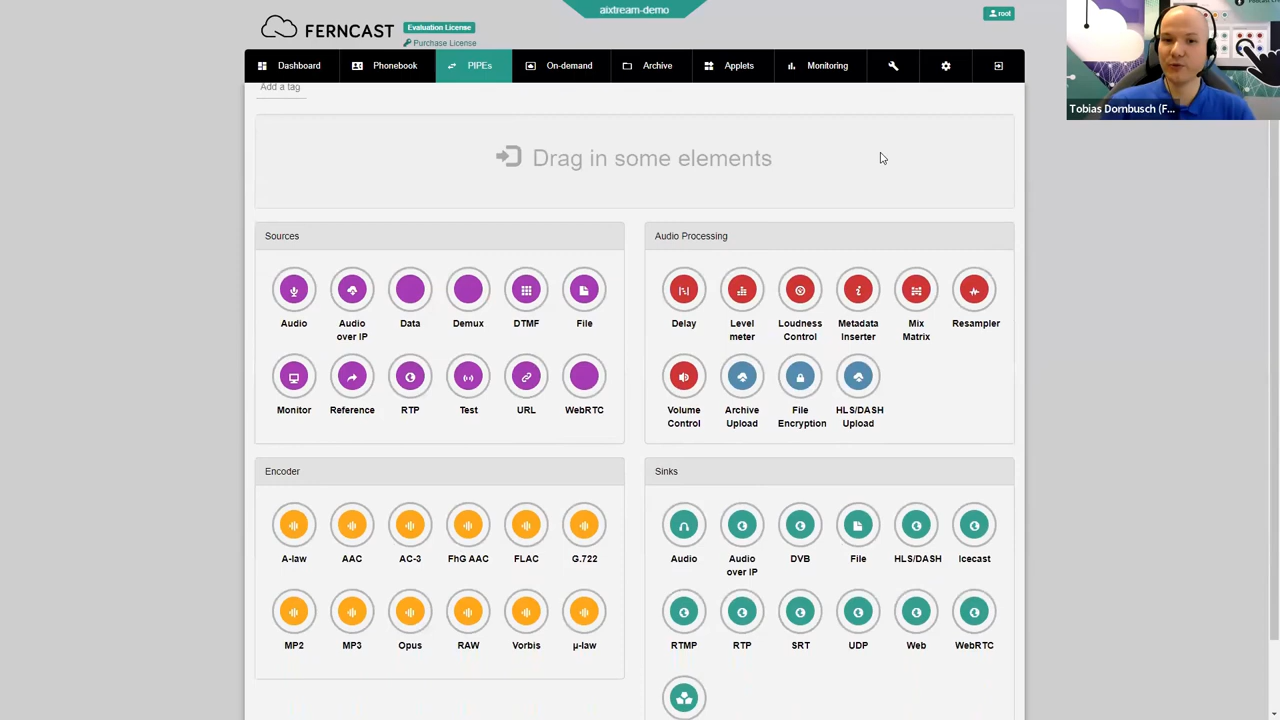 aixtream-demo
FERNCAST
Evaluation License
Purchase License
root
Dashboard
Phonebook
PIPEs
On-demand
Archive
Applets
Monitoring
Tobias Dornbusch (F...
Add a tag
Drag in some elements
Sources
Audio
Audio
over IP
Data
Demux
DTMF
File
Monitor
Reference
RTP
Test
URL
WebRTC
Audio Processing
Delay
Level
meter
Loudness
Control
Metadata
Inserter
Mix
Matrix
Resampler
Volume
Control
Archive
Upload
File
Encryption
HLS/DASH
Upload
Encoder
A-law
AAC
AC-3
FhG AAC
FLAC
G.722
MP2
MP3
Opus
RAW
Vorbis
μ-law
Sinks
Audio
Audio
over IP
DVB
File
HLS/DASH
Icecast
RTMP
RTP
SRT
UDP
Web
WebRTC